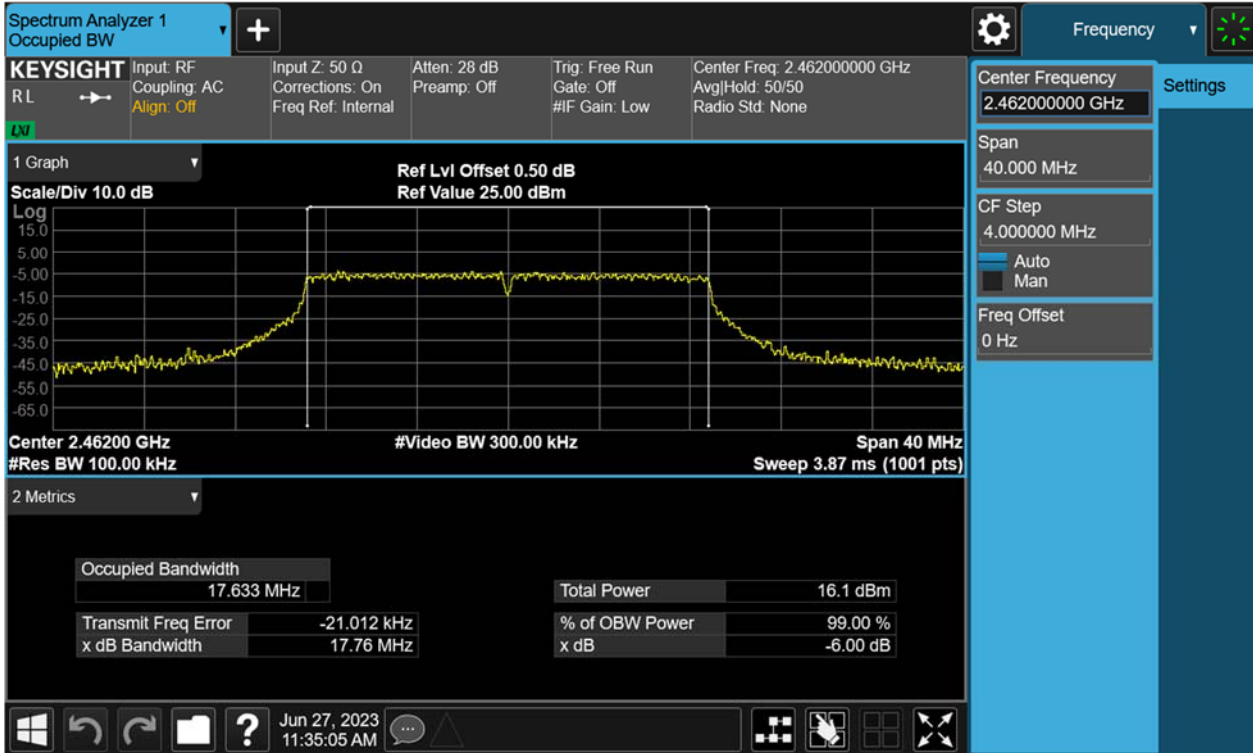 Spectrum Analyzer 1
Occupied BW
+
Frequency
KEYSIGHT
R L
LXI
Input: RF
Coupling: AC
Align: Off
Input Z: 50 Ω
Corrections: On
Freq Ref: Internal
Atten: 28 dB
Preamp: Off
Trig: Free Run
Gate: Off
#IF Gain: Low
Center Freq: 2.462000000 GHz
Avg|Hold: 50/50
Radio Std: None
Center Frequency
2.462000000 GHz
Settings
Span
40.000 MHz
CF Step
4.000000 MHz
Auto
Man
Freq Offset
0 Hz
1 Graph
Scale/Div 10.0 dB
Ref Lvl Offset 0.50 dB
Ref Value 25.00 dBm
Log
15.0
5.00
-5.00
-15.0
-25.0
-35.0
-45.0
-55.0
-65.0
Center 2.46200 GHz
#Video BW 300.00 kHz
Span 40 MHz
#Res BW 100.00 kHz
Sweep 3.87 ms (1001 pts)
2 Metrics
Occupied Bandwidth
17.633 MHz
Total Power 16.1 dBm
Transmit Freq Error -21.012 kHz
% of OBW Power 99.00 %
x dB Bandwidth 17.76 MHz
x dB -6.00 dB
?
Jun 27, 2023
11:35:05 AM